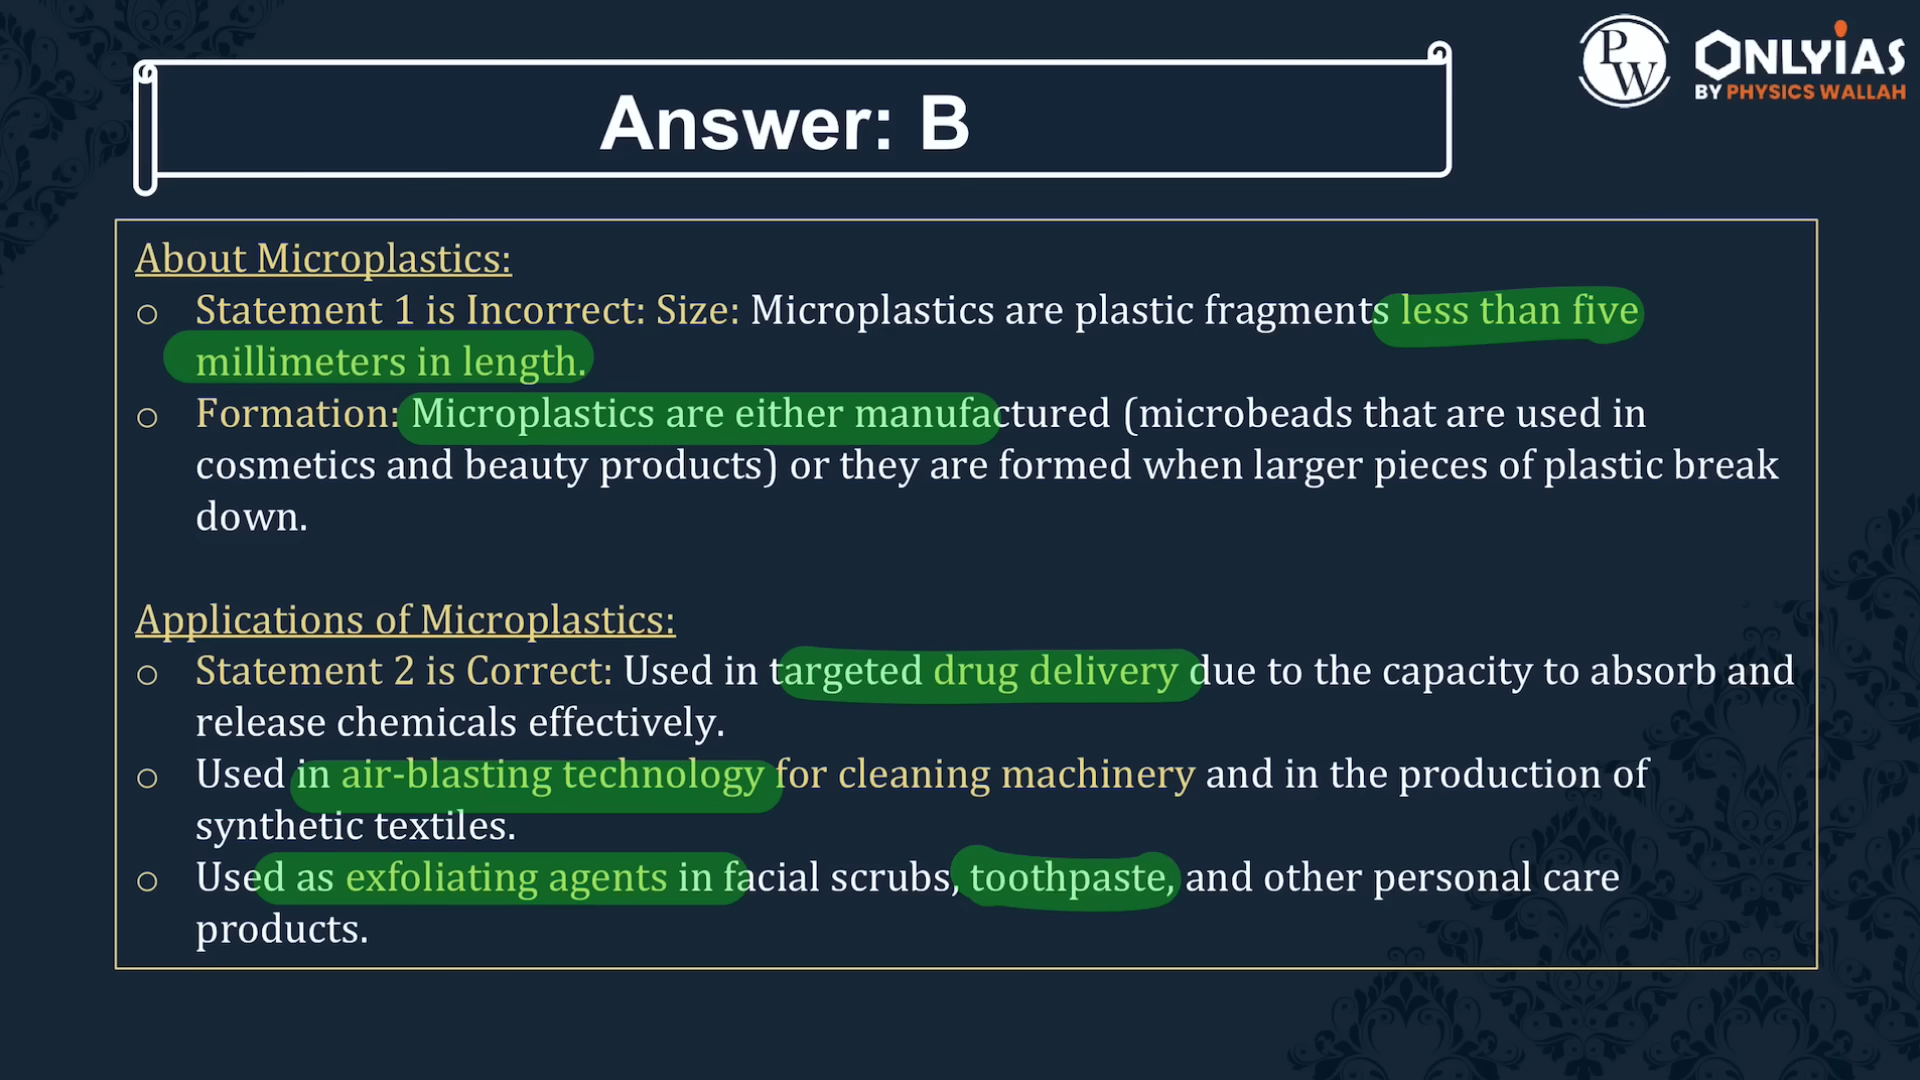 PW
ONLYIAS
BY PHYSICS WALLAH
Answer: B
About Microplastics:
○ Statement 1 is Incorrect: Size: Microplastics are plastic fragments less than five
millimeters in length.
○ Formation: Microplastics are either manufactured (microbeads that are used in
cosmetics and beauty products) or they are formed when larger pieces of plastic break
down.
Applications of Microplastics:
○ Statement 2 is Correct: Used in targeted drug delivery due to the capacity to absorb and
release chemicals effectively.
○ Used in air-blasting technology for cleaning machinery and in the production of
synthetic textiles.
○ Used as exfoliating agents in facial scrubs, toothpaste, and other personal care
products.